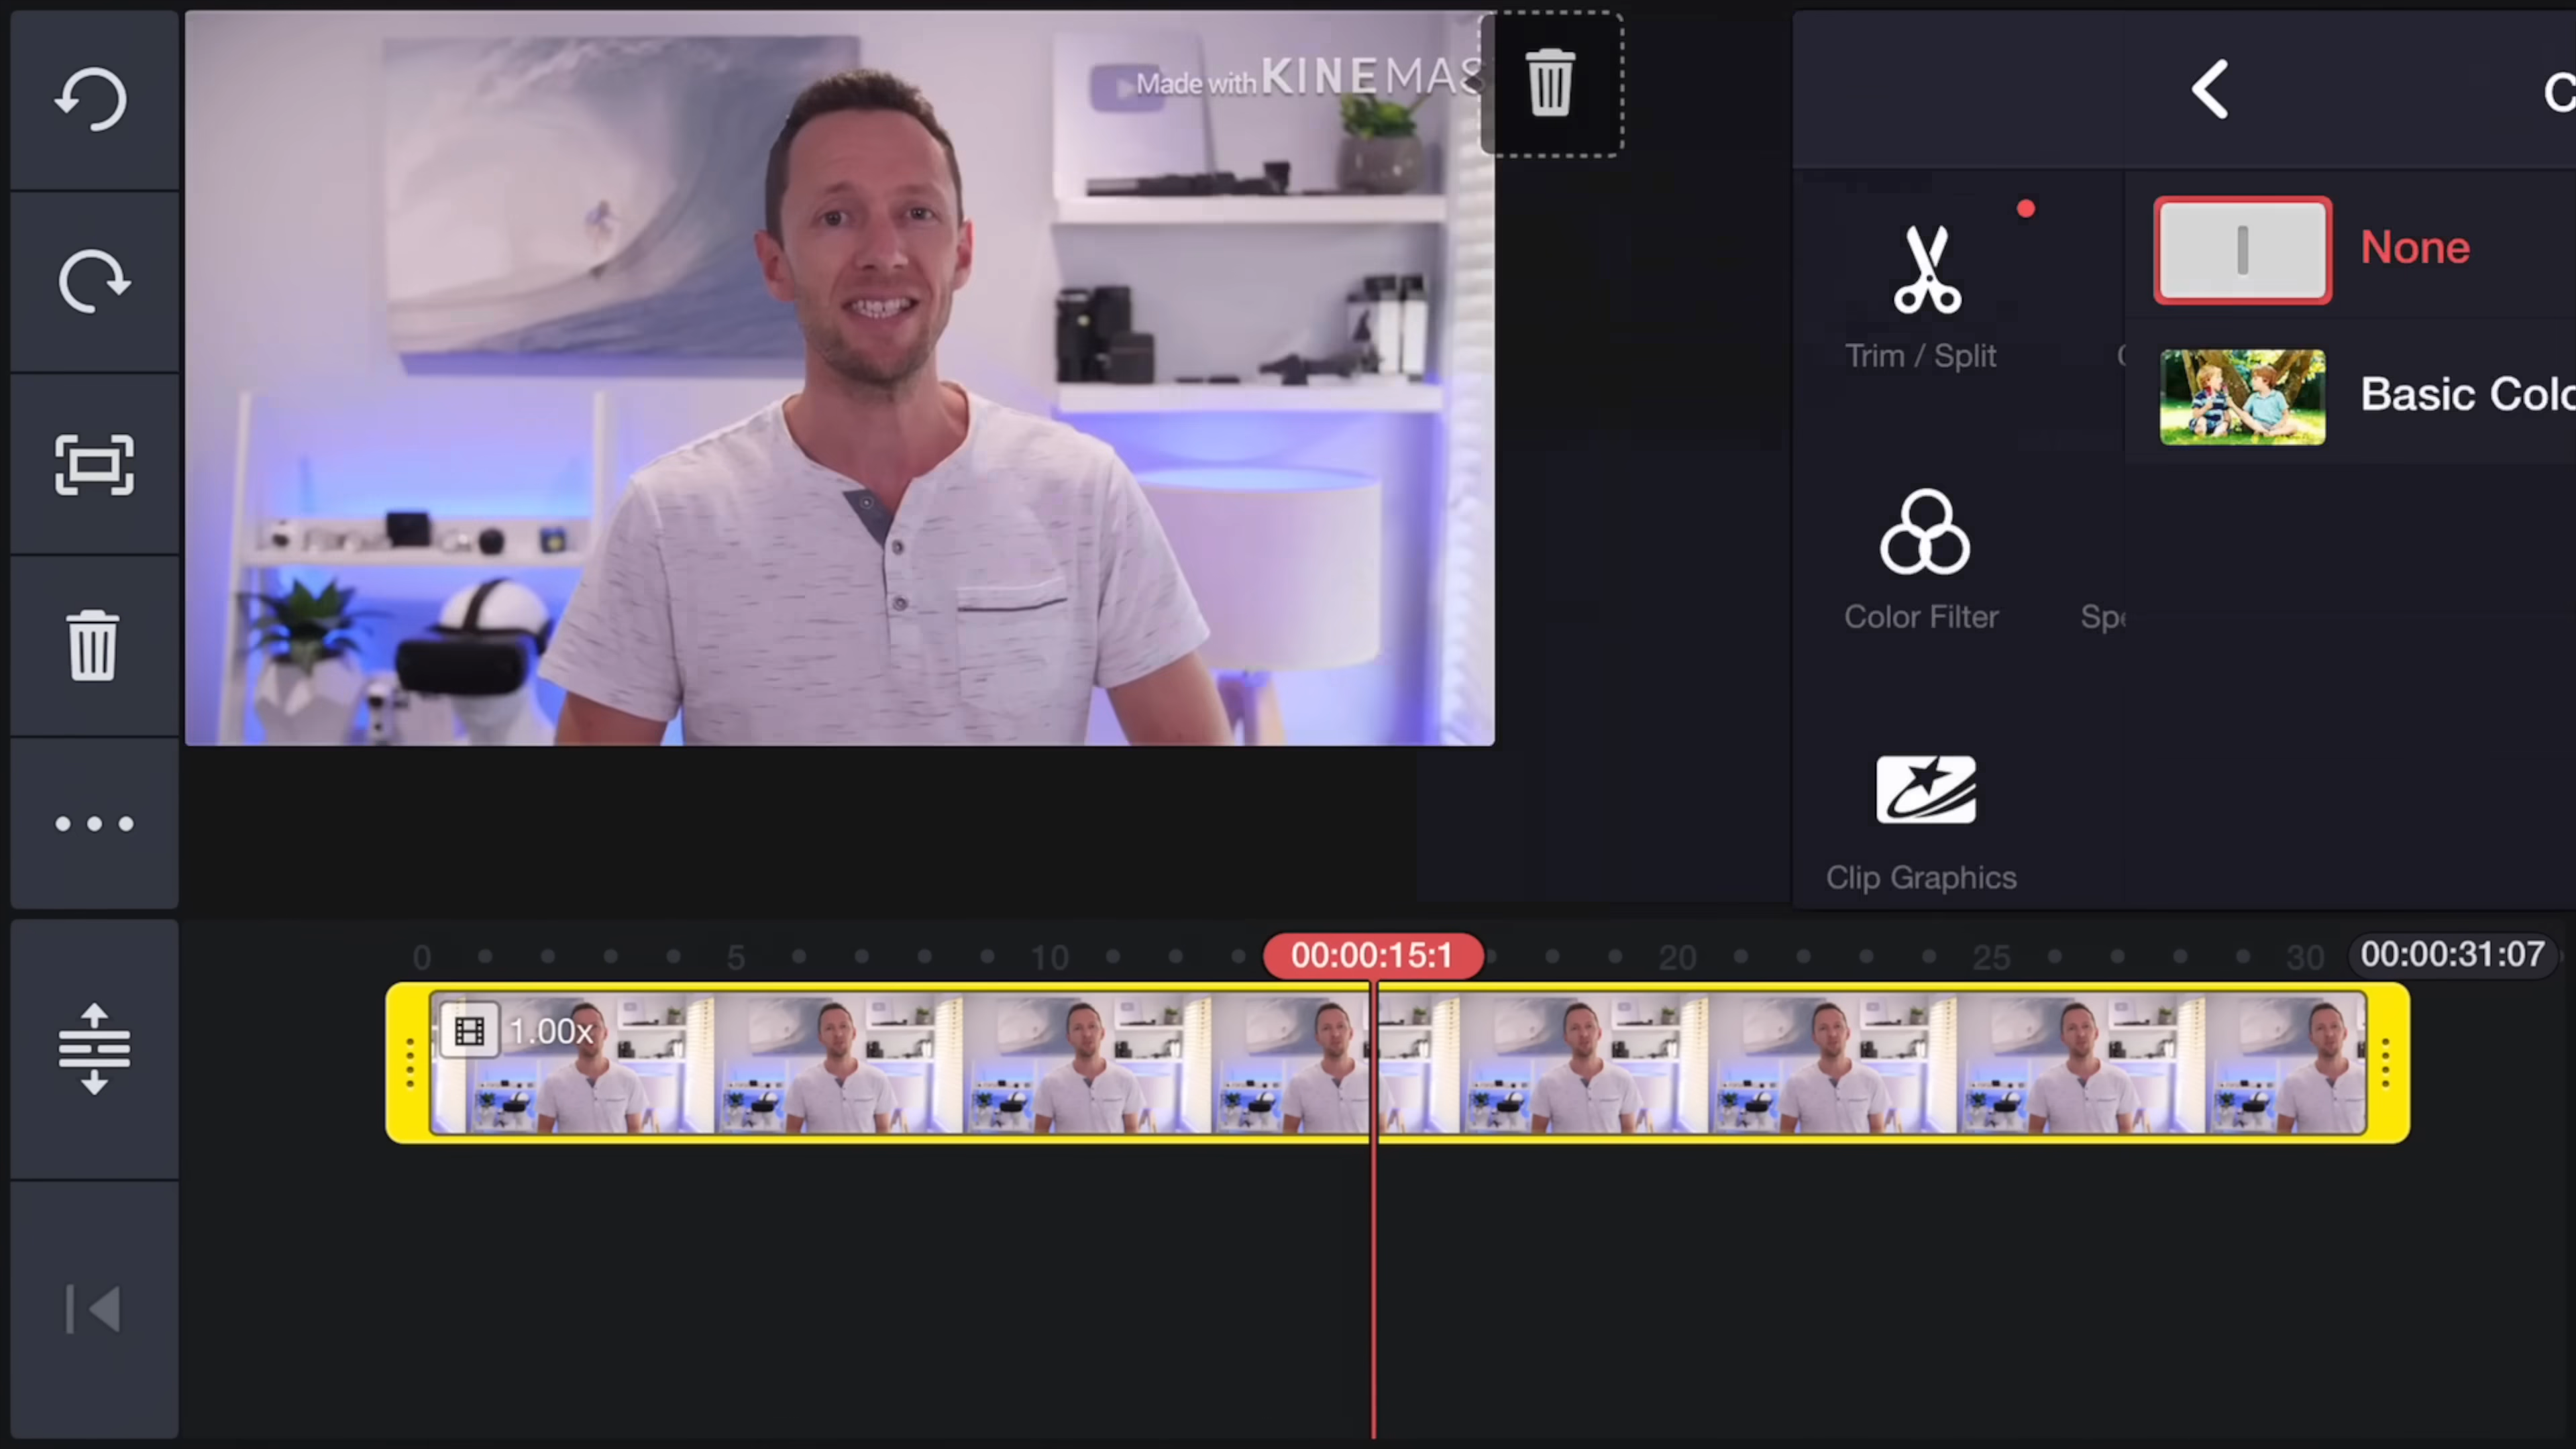 Made with KINEMAS
C
None
Trim / Split
C
Basic Colo
Color Filter
Spe
Clip Graphics
0
5
10
00:00:15:1
20
25
30
00:00:31:07
1.00x